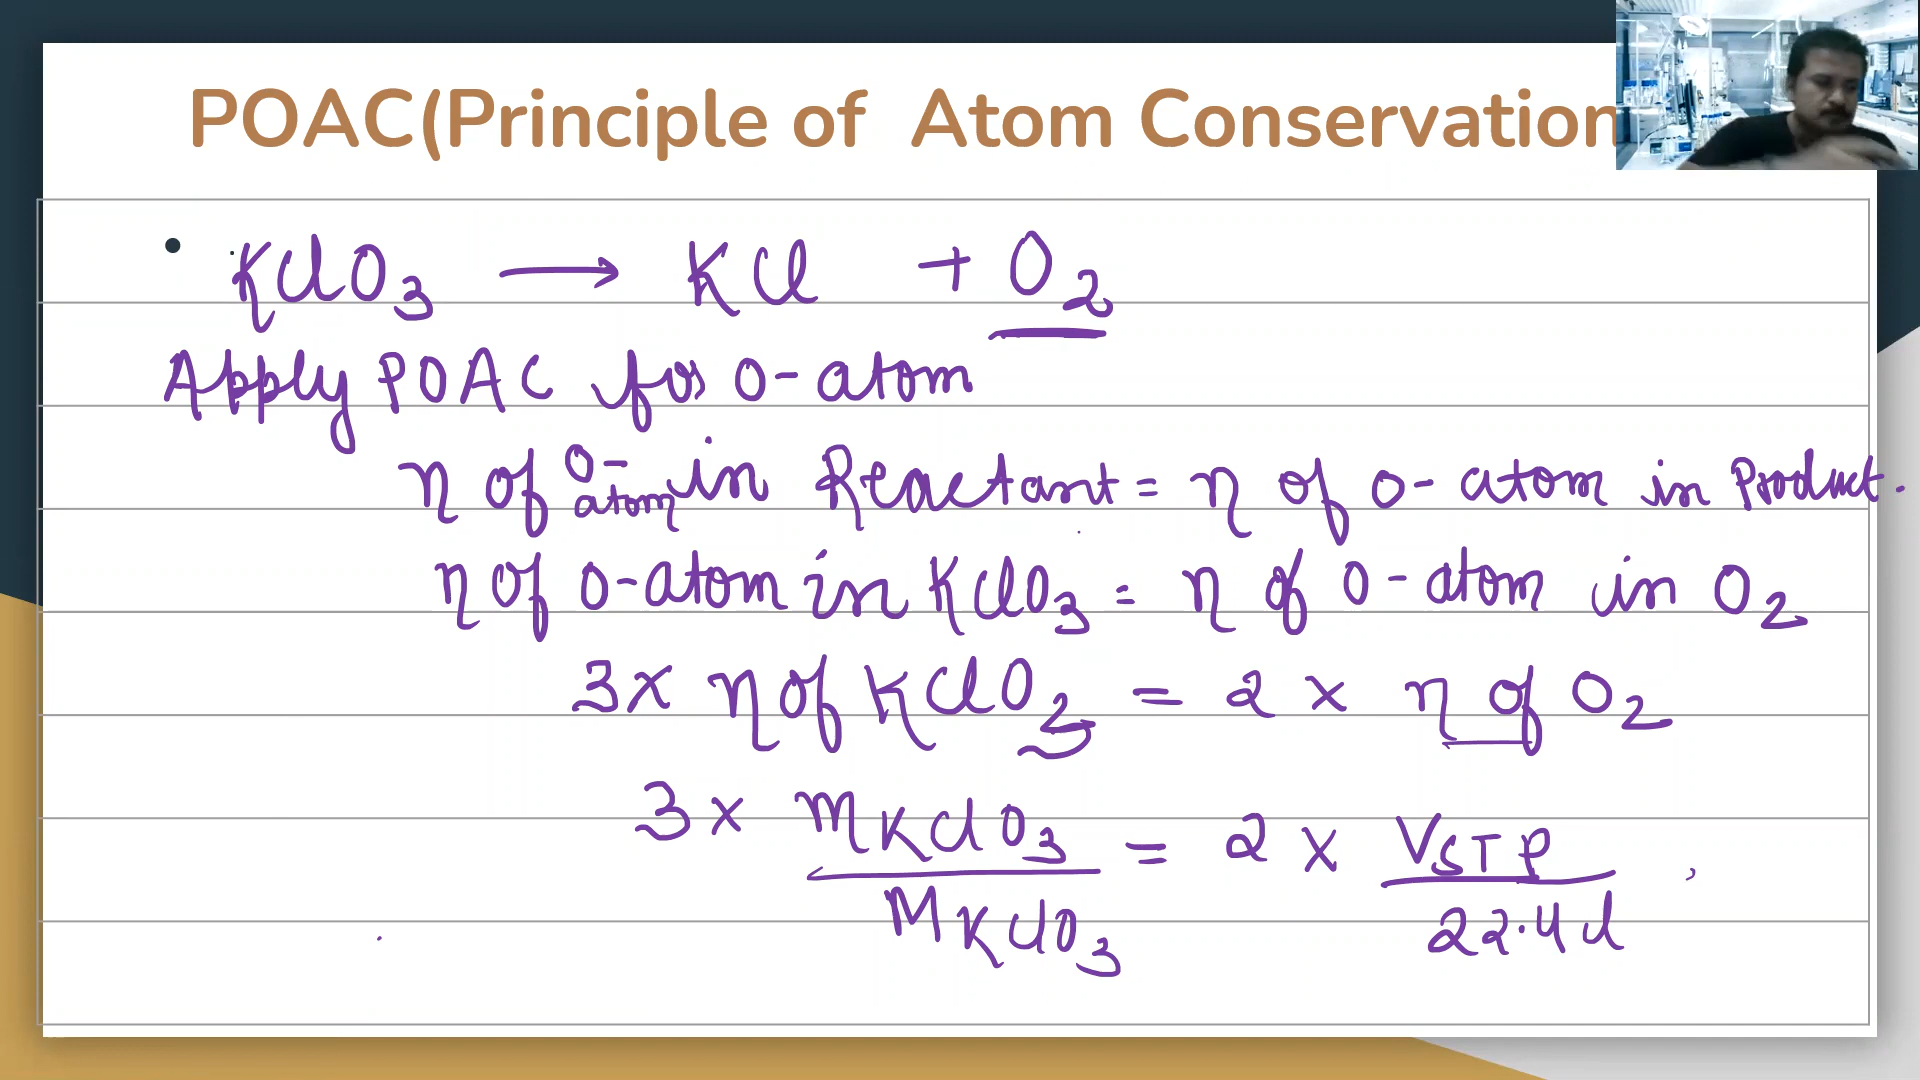 POAC(Principle of Atom Conservation
• KClO3 ⟶ KCl + O2
Apply POAC for O-atom
n of O-atom in Reactant = n of O-atom in Product.
n of O-atom in KClO3 = n of O-atom in O2
3 x n of KClO2 = 2 x n of O2
3 x mKClO3 / MKClO3 = 2 x VSTP / 22.4l